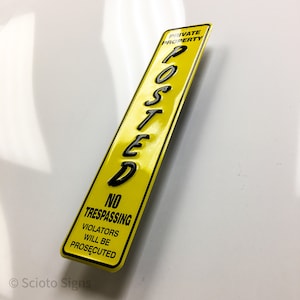 PRIVATE
PROPERTY
POSTED
NO
TRESPASSING
VIOLATORS
WILL BE
PROSECUTED
© Scioto Signs